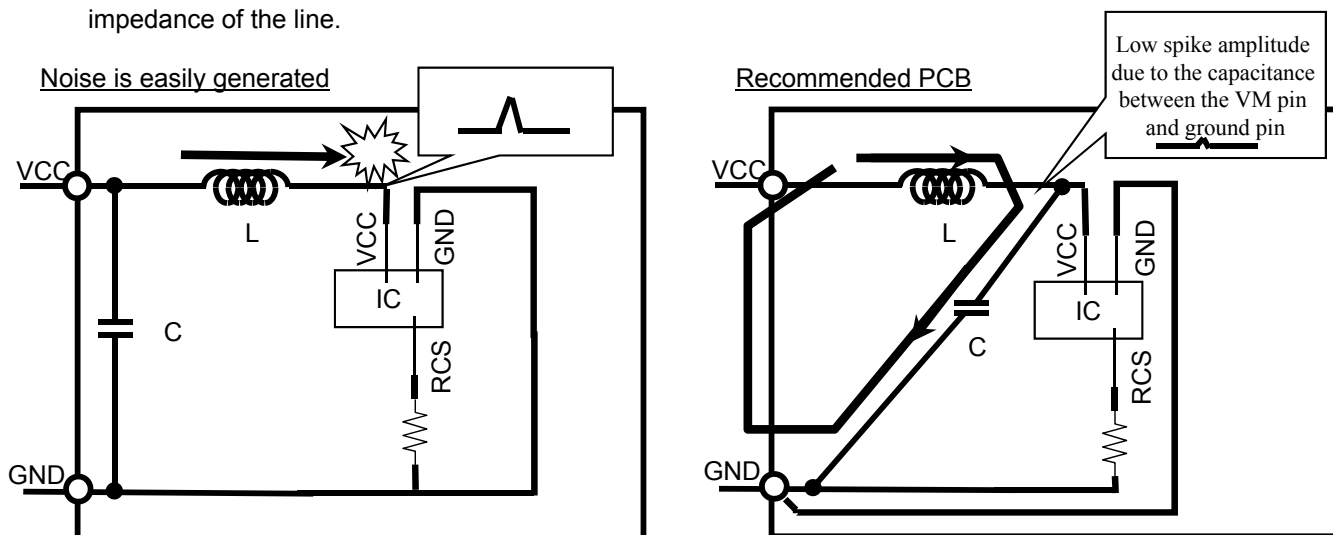 impedance of the line.
Noise is easily generated
VCC
L
VCC
GND
IC
C
RCS
GND
Recommended PCB
Low spike amplitude
due to the capacitance
between the VM pin
and ground pin
VCC
L
VCC
GND
IC
C
RCS
GND